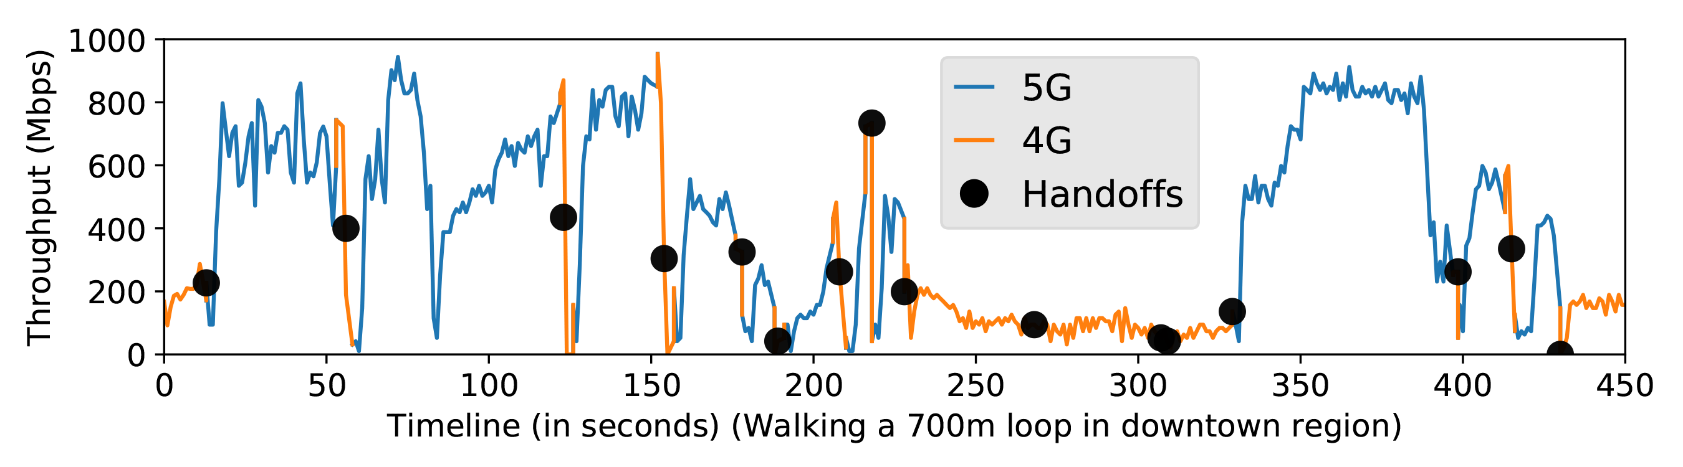 Throughput (Mbps)
1000
800
600
400
200
0
5G
4G
Handoffs
0 50 100 150 200 250 300 350 400 450
Timeline (in seconds) (Walking a 700m loop in downtown region)